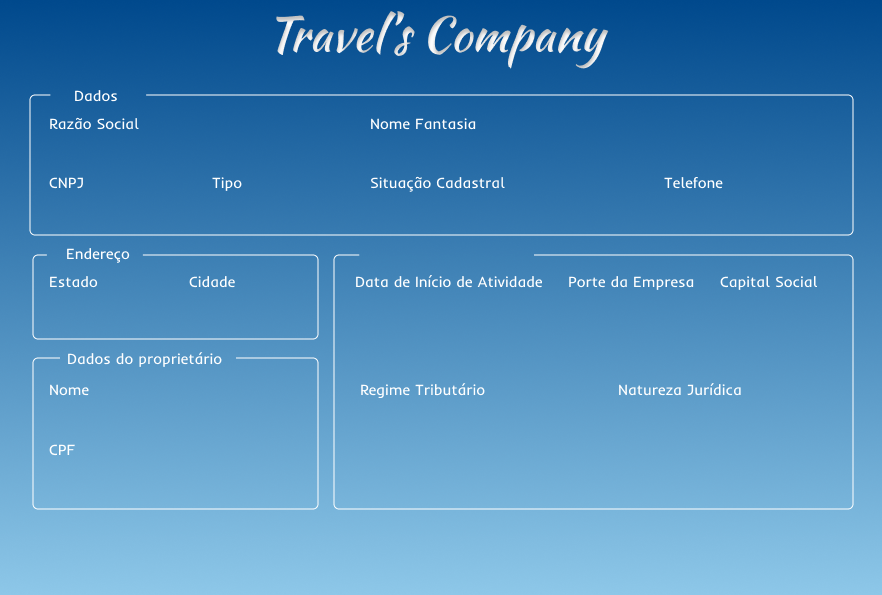 Travel's Company
Dados
Razão Social Nome Fantasia
CNPJ Tipo Situação Cadastral Telefone
Endereço
Estado Cidade
Data de Início de Atividade Porte da Empresa Capital Social
Dados do proprietário
Nome
CPF
Regime Tributário Natureza Jurídica